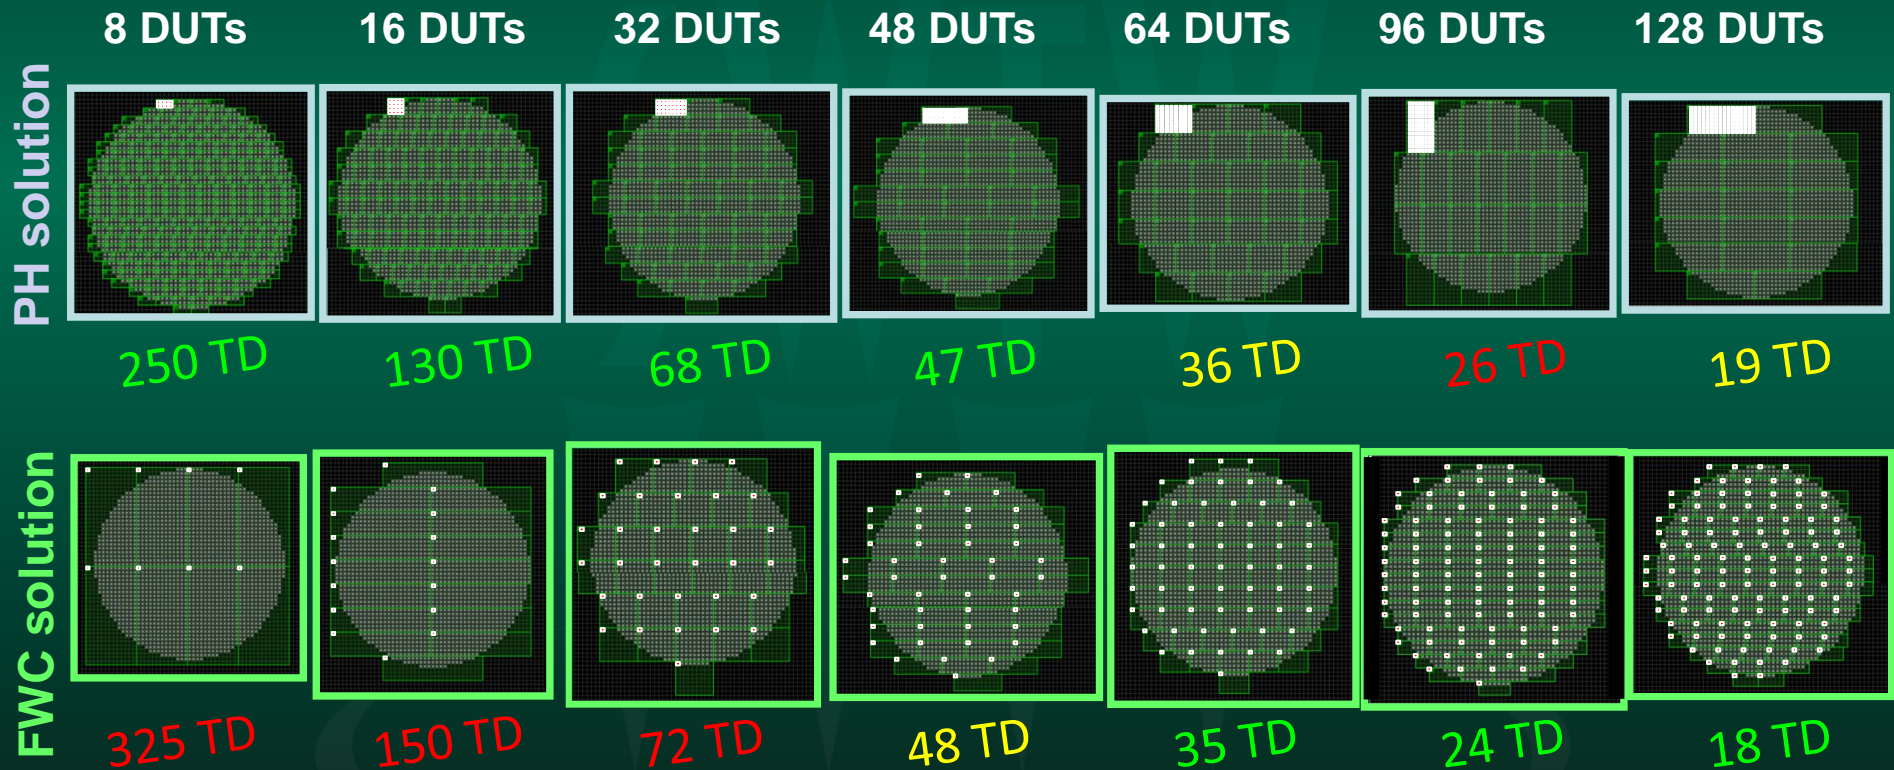 8 DUTs 16 DUTs 32 DUTs 48 DUTs 64 DUTs 96 DUTs 128 DUTs
PH solution
250 TD 130 TD 68 TD 47 TD 36 TD 26 TD 19 TD
FWC solution
325 TD 150 TD 72 TD 48 TD 35 TD 24 TD 18 TD